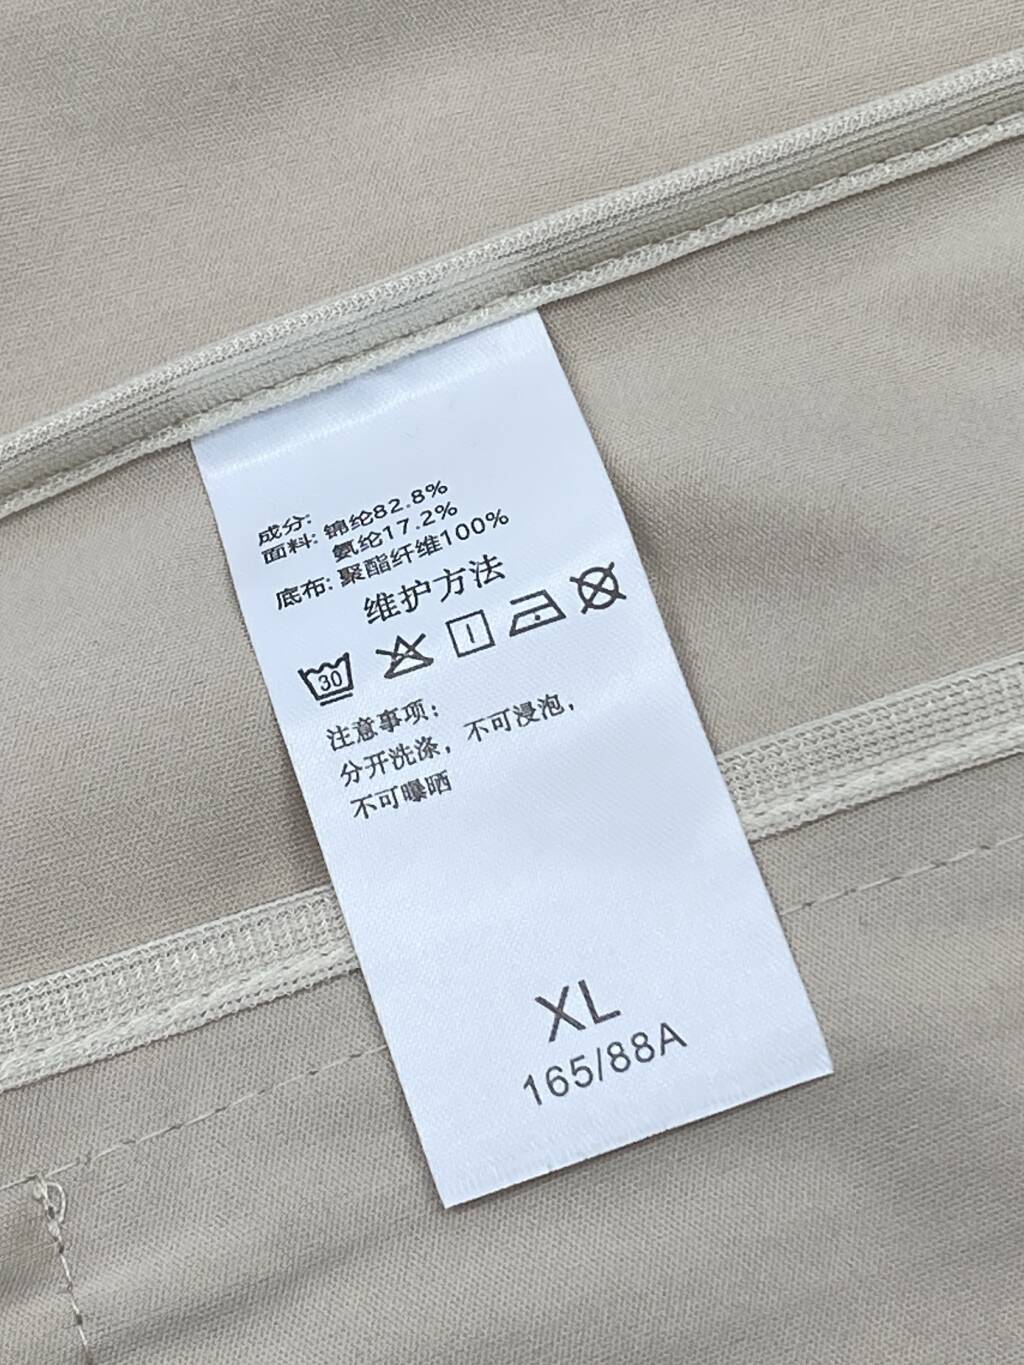 成分:
面料: 锦纶82.8%
氨纶17.2%
底布: 聚酯纤维100%
维护方法
30
注意事项:
分开洗涤，不可浸泡，
不可曝晒
XL
165/88A